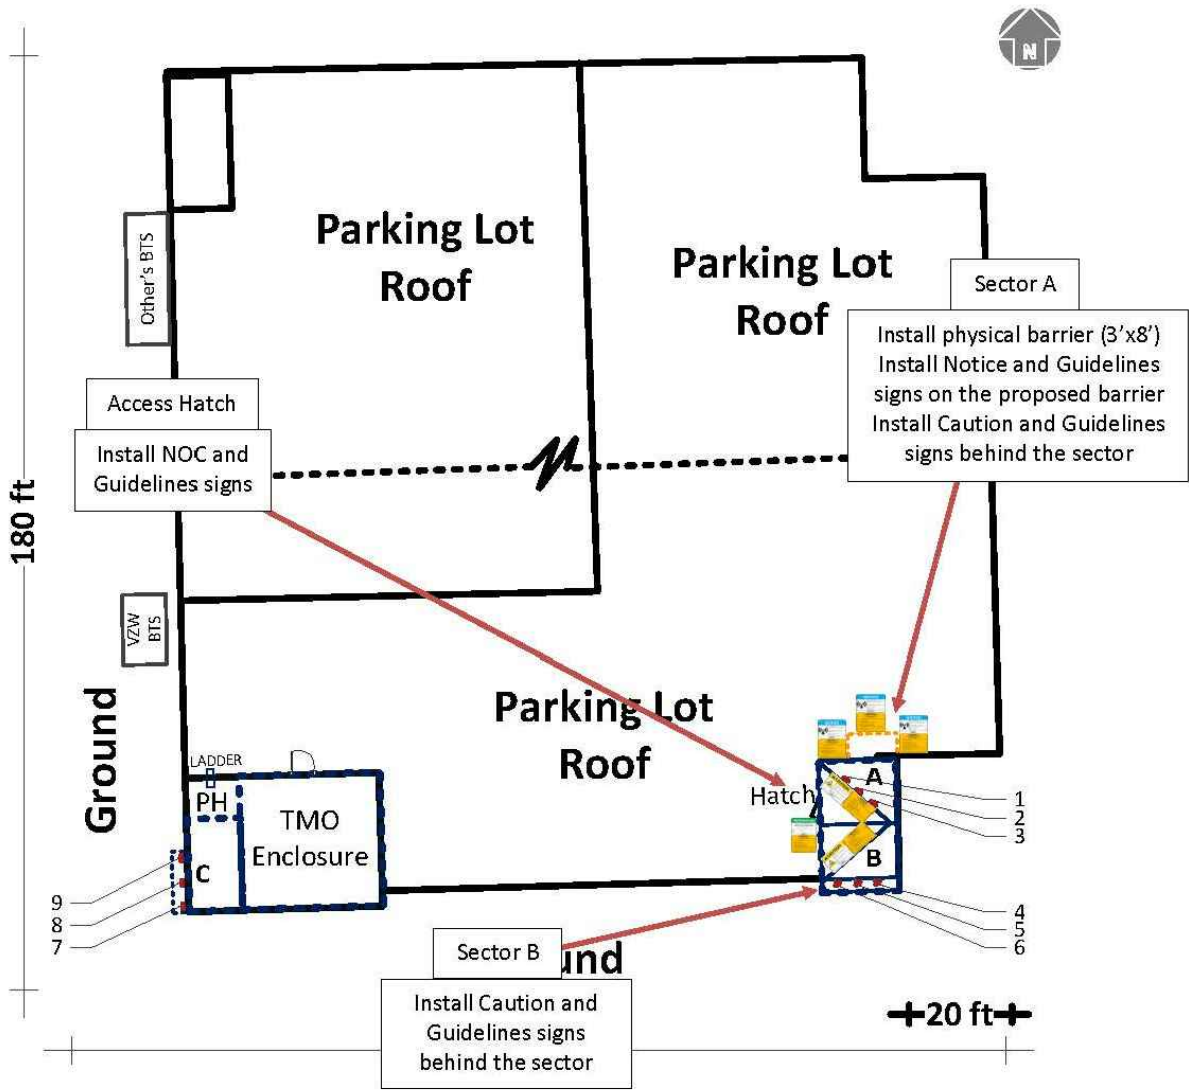 N
Parking Lot
Roof
Parking Lot
Roof
Sector A
Install physical barrier (3'x8')
Install Notice and Guidelines
signs on the proposed barrier
Install Caution and Guidelines
signs behind the sector
Other's BTS
Access Hatch
Install NOC and
Guidelines signs
180 ft
VZW
BTS
Ground
Parking Lot
Roof
LADDER
PH
TMO
Enclosure
C
9
8
7
Hatch
A
B
1
2
3
4
5
6
Sector B
und
Install Caution and
Guidelines signs
behind the sector
20 ft